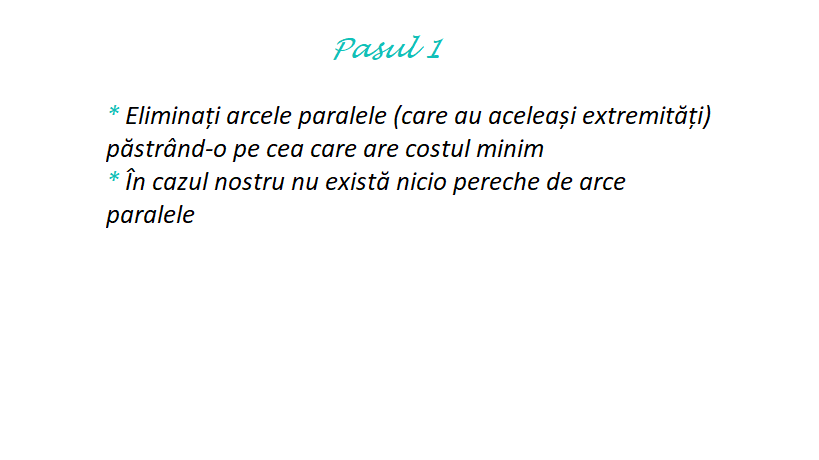 Pasul 1
* Eliminați arcele paralele (care au aceleași extremități)
păstrând-o pe cea care are costul minim
* În cazul nostru nu există nicio pereche de arce
paralele